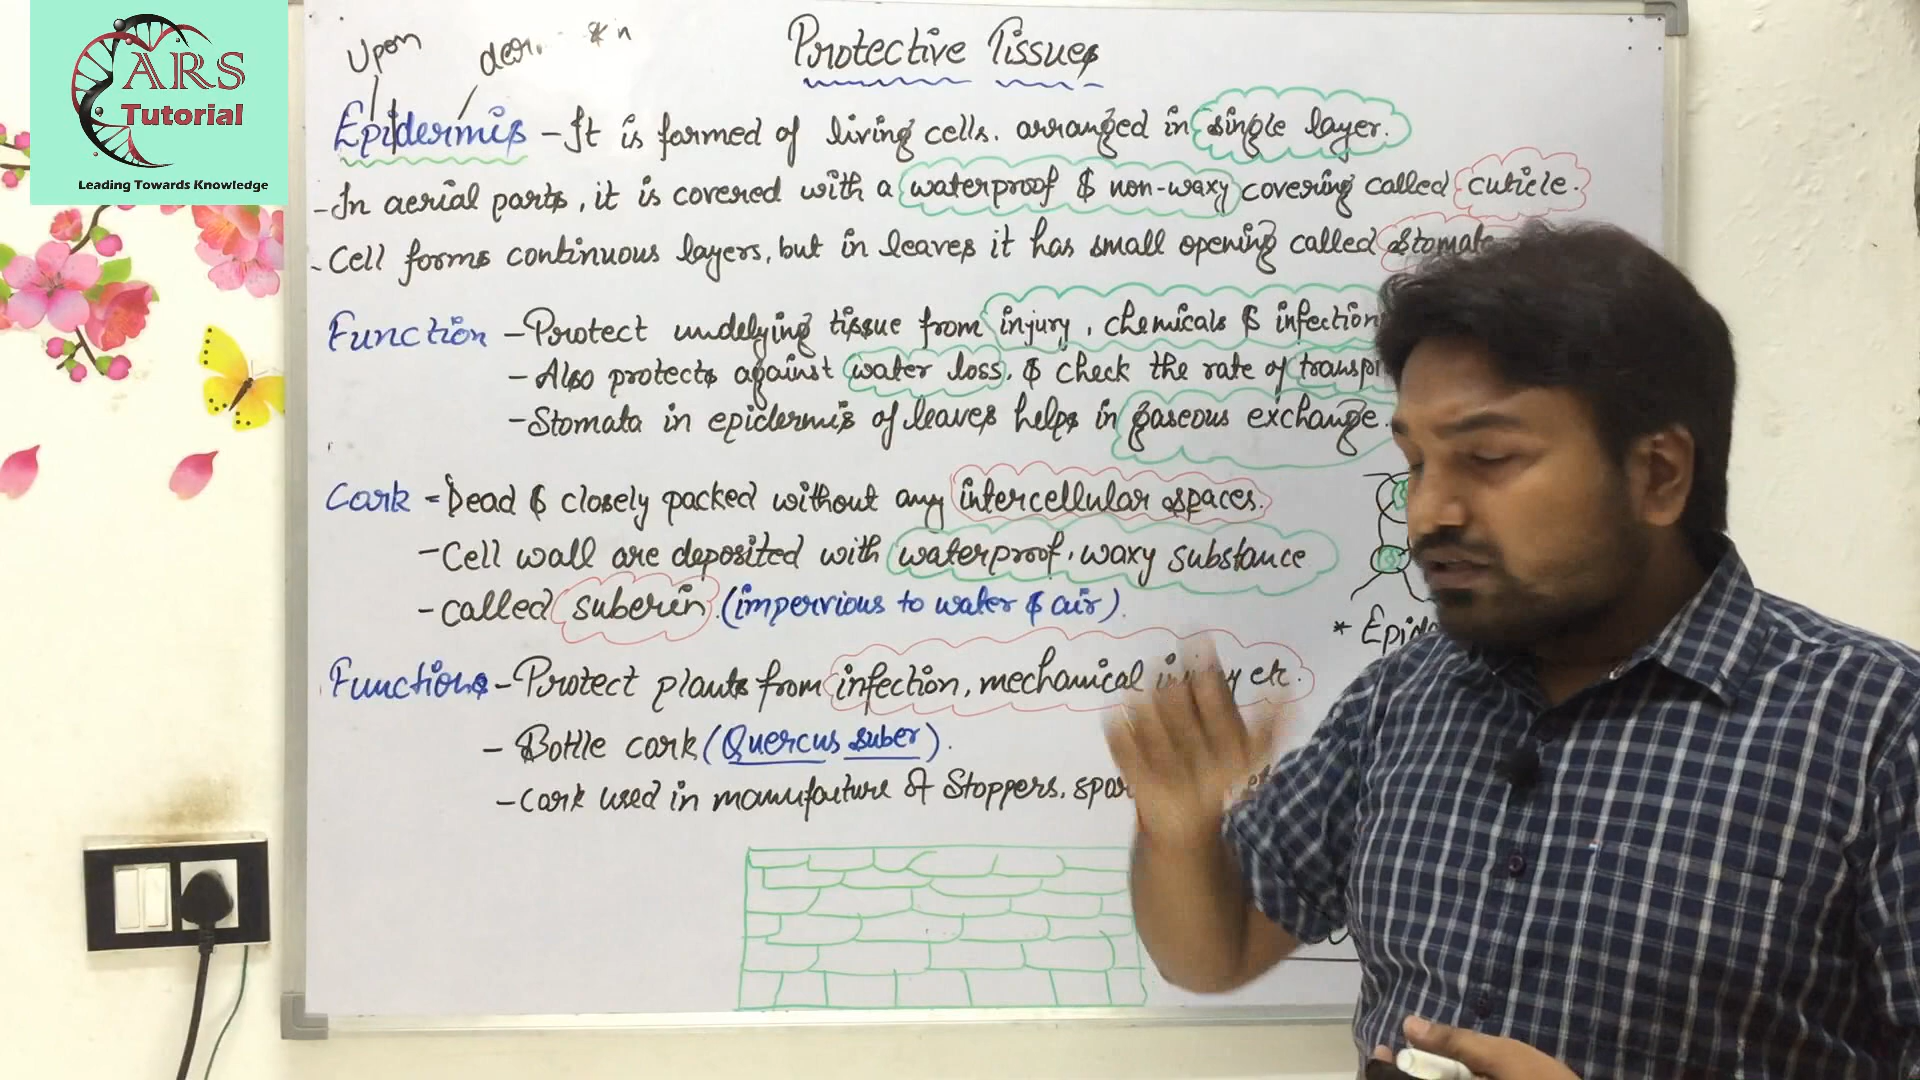 ARS
Tutorial
Leading Towards Knowledge
Upon
Protective Tissues
Epidermis - It is formed of living cells. arranged in single layer.
- In aerial parts, it is covered with a waterproof & non-waxy covering called cuticle.
- Cell forms continuous layers, but in leaves it has small opening called
Function - Protect undelying tissue from injury, chemicals & infection
- Also protects against water loss. & check the rate of
- Stomata in epidermis of leaves helps in gaseous exchange.
Cork = Dead & closely packed without any intercellular spaces.
- Cell wall are deposited with waterproof, waxy substance
- called suberin. (impervious to water & air).
* 
Functions - Protect plants from infection, mechanical etc.
- Bottle cork (Quercus suber).
- Cork used in manufacture of Stoppers,